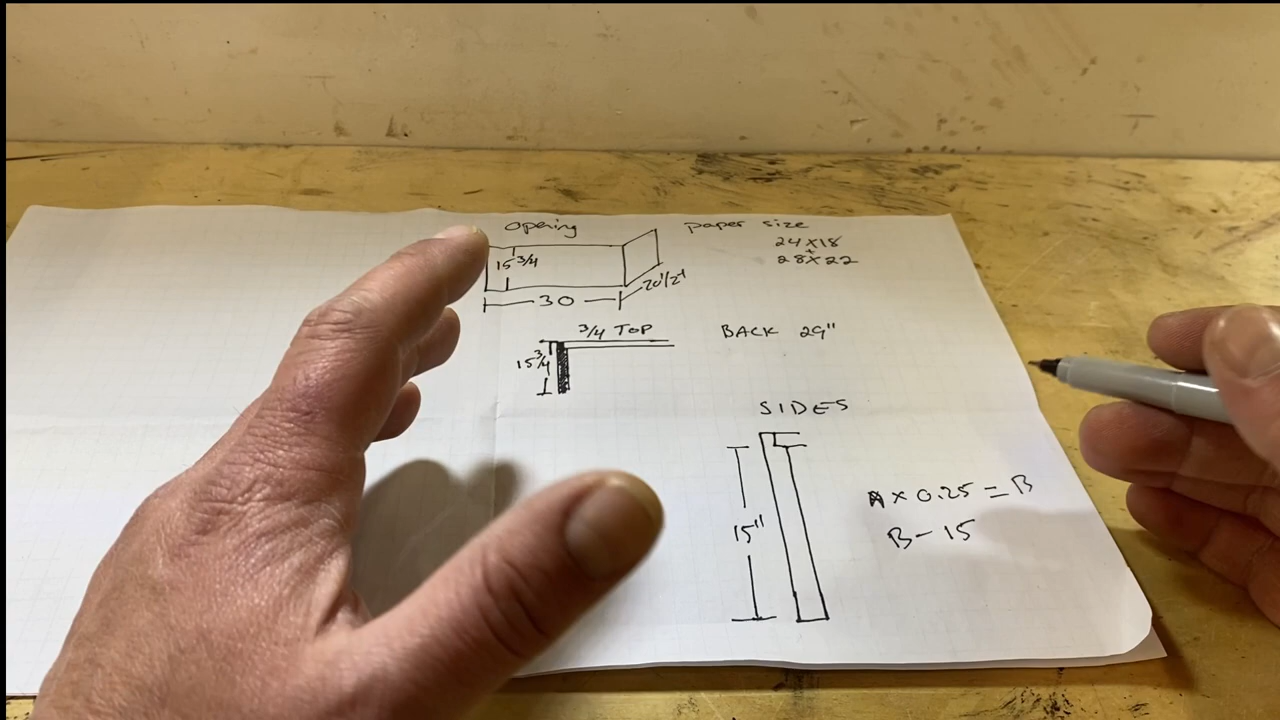 opening
paper size
24x18
+
28x22
15 3/4
30
20 1/2"
3/4 TOP
BACK 29"
15 3/4
SIDES
15"
A x 0.25 = B
B - 15